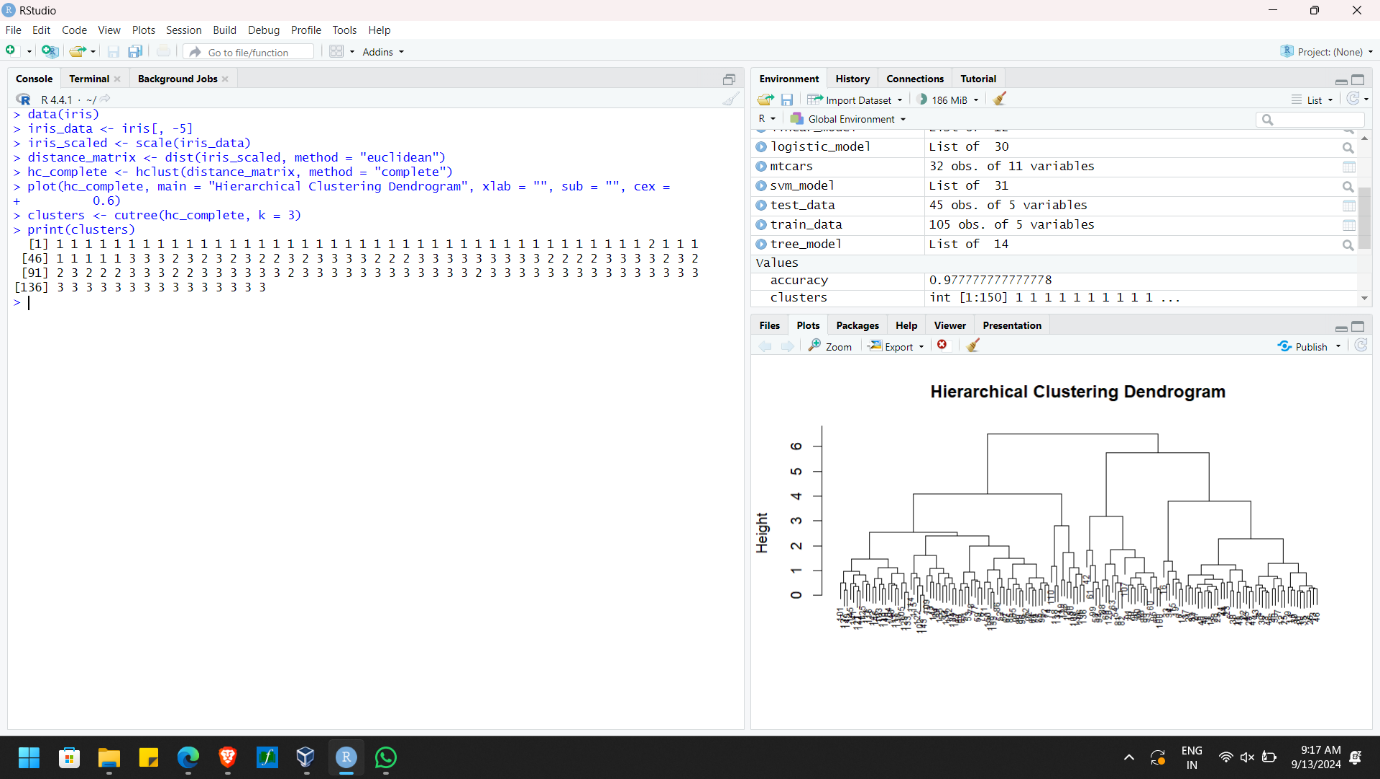 RStudio
File Edit Code View Plots Session Build Debug Profile Tools Help
Go to file/function Addins Project: (None)
Console Terminal Background Jobs
R 4.4.1 · ~/
> data(iris)
> iris_data <- iris[, -5]
> iris_scaled <- scale(iris_data)
> distance_matrix <- dist(iris_scaled, method = "euclidean")
> hc_complete <- hclust(distance_matrix, method = "complete")
> plot(hc_complete, main = "Hierarchical Clustering Dendrogram", xlab = "", sub = "", cex =
+ 0.6)
> clusters <- cutree(hc_complete, k = 3)
> print(clusters)
[1] 1 1 1 1 1 1 1 1 1 1 1 1 1 1 1 1 1 1 1 1 1 1 1 1 1 1 1 1 1 1 1 1 1 1 1 1 1 1 1 1 1 2 1 1 1
[46] 1 1 1 1 1 3 3 3 2 3 2 3 2 3 2 2 3 2 3 3 3 3 2 2 2 3 3 3 3 3 3 3 3 3 2 2 2 2 3 3 3 3 2 3 2
[91] 2 3 2 2 2 3 3 3 2 3 3 3 3 3 3 3 2 3 3 3 3 3 3 3 3 3 3 3 3 2 3 3 3 3 3 3 3 3 3 3 3 3 3 3 3
[136] 3 3 3 3 3 3 3 3 3 3 3 3 3 3 3
>
Environment History Connections Tutorial
Import Dataset 186 MiB List
R Global Environment
logistic_model List of 30
mtcars 32 obs. of 11 variables
svm_model List of 31
test_data 45 obs. of 5 variables
train_data 105 obs. of 5 variables
tree_model List of 14
Values
accuracy 0.977777777777778
clusters int [1:150] 1 1 1 1 1 1 1 1 1 1 ...
Files Plots Packages Help Viewer Presentation
Zoom Export Publish
Hierarchical Clustering Dendrogram
Height
0 1 2 3 4 5 6
ENG
IN
9:17 AM
9/13/2024